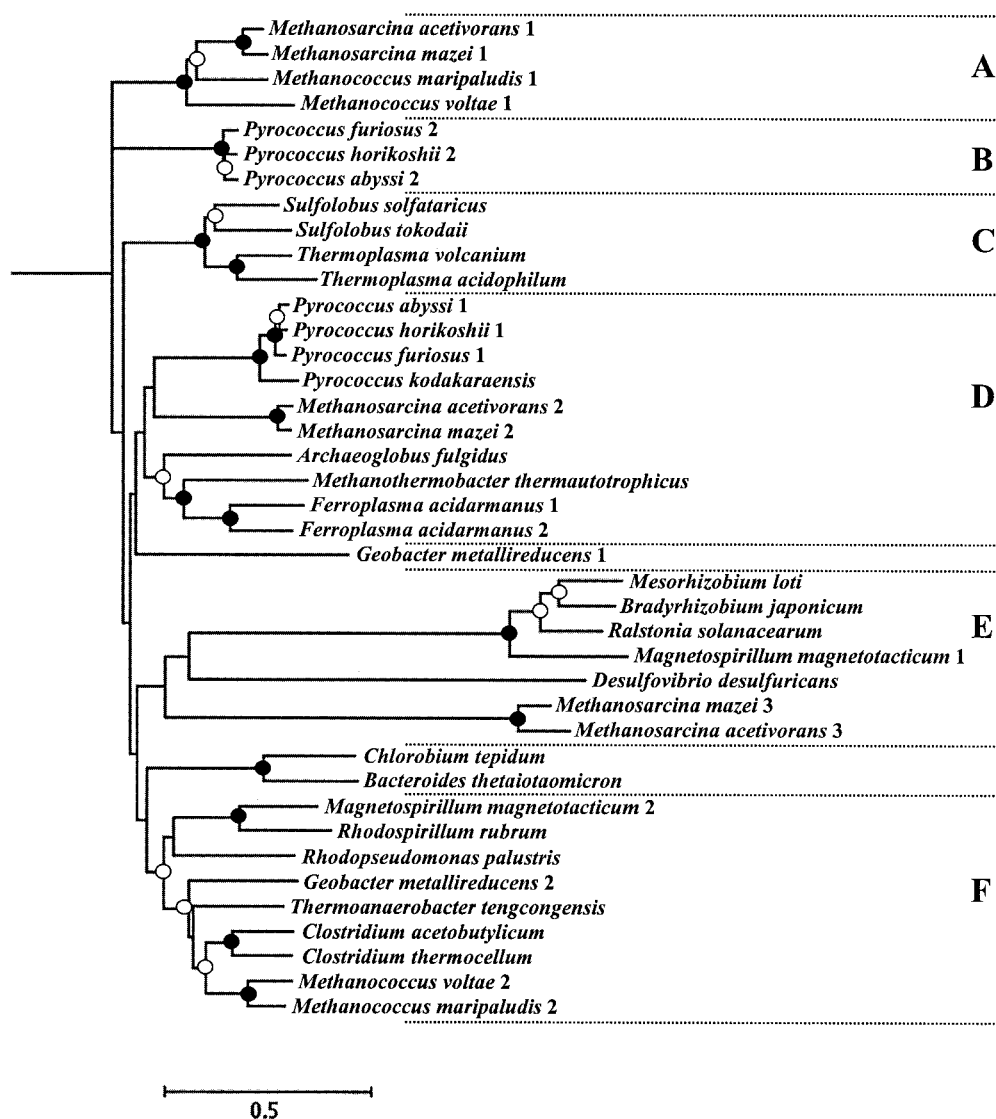 Methanosarcina acetivorans 1
Methanosarcina mazei 1
Methanococcus maripaludis 1
Methanococcus voltae 1
A
Pyrococcus furiosus 2
Pyrococcus horikoshii 2
Pyrococcus abyssi 2
B
Sulfolobus solfataricus
Sulfolobus tokodaii
Thermoplasma volcanium
Thermoplasma acidophilum
C
Pyrococcus abyssi 1
Pyrococcus horikoshii 1
Pyrococcus furiosus 1
Pyrococcus kodakaraensis
Methanosarcina acetivorans 2
Methanosarcina mazei 2
Archaeoglobus fulgidus
Methanothermobacter thermautotrophicus
Ferroplasma acidarmanus 1
Ferroplasma acidarmanus 2
D
Geobacter metallireducens 1
Mesorhizobium loti
Bradyrhizobium japonicum
Ralstonia solanacearum
Magnetospirillum magnetotacticum 1
Desulfovibrio desulfuricans
Methanosarcina mazei 3
Methanosarcina acetivorans 3
E
Chlorobium tepidum
Bacteroides thetaiotaomicron
Magnetospirillum magnetotacticum 2
Rhodospirillum rubrum
Rhodopseudomonas palustris
Geobacter metallireducens 2
Thermoanaerobacter tengcongensis
Clostridium acetobutylicum
Clostridium thermocellum
Methanococcus voltae 2
Methanococcus maripaludis 2
F
0.5